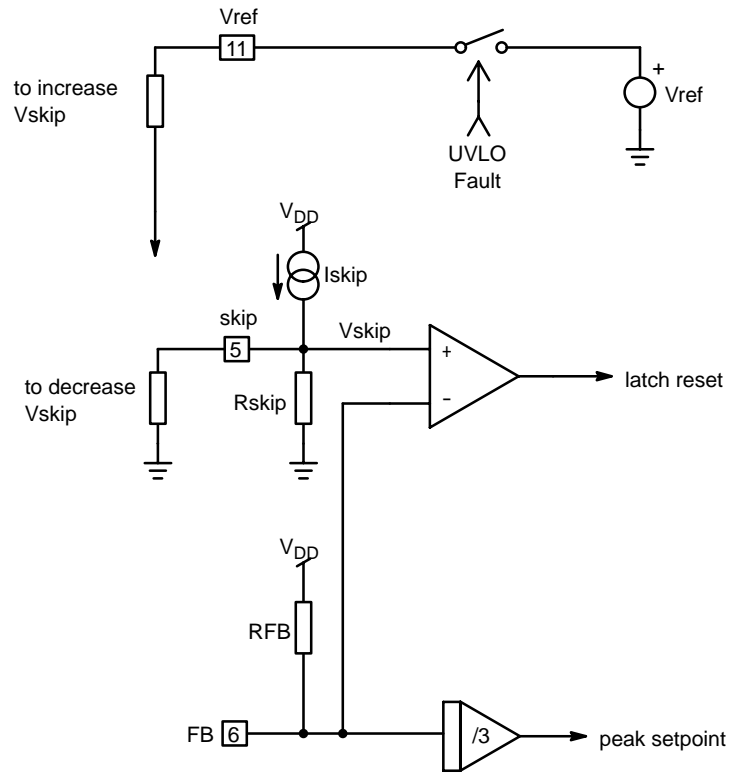 Vref
11
+
to increase
Vskip
Vref
UVLO
Fault
VDD
Iskip
skip
Vskip
5
+
to decrease
Vskip
Rskip
−
latch reset
VDD
RFB
FB 6
/3
peak setpoint